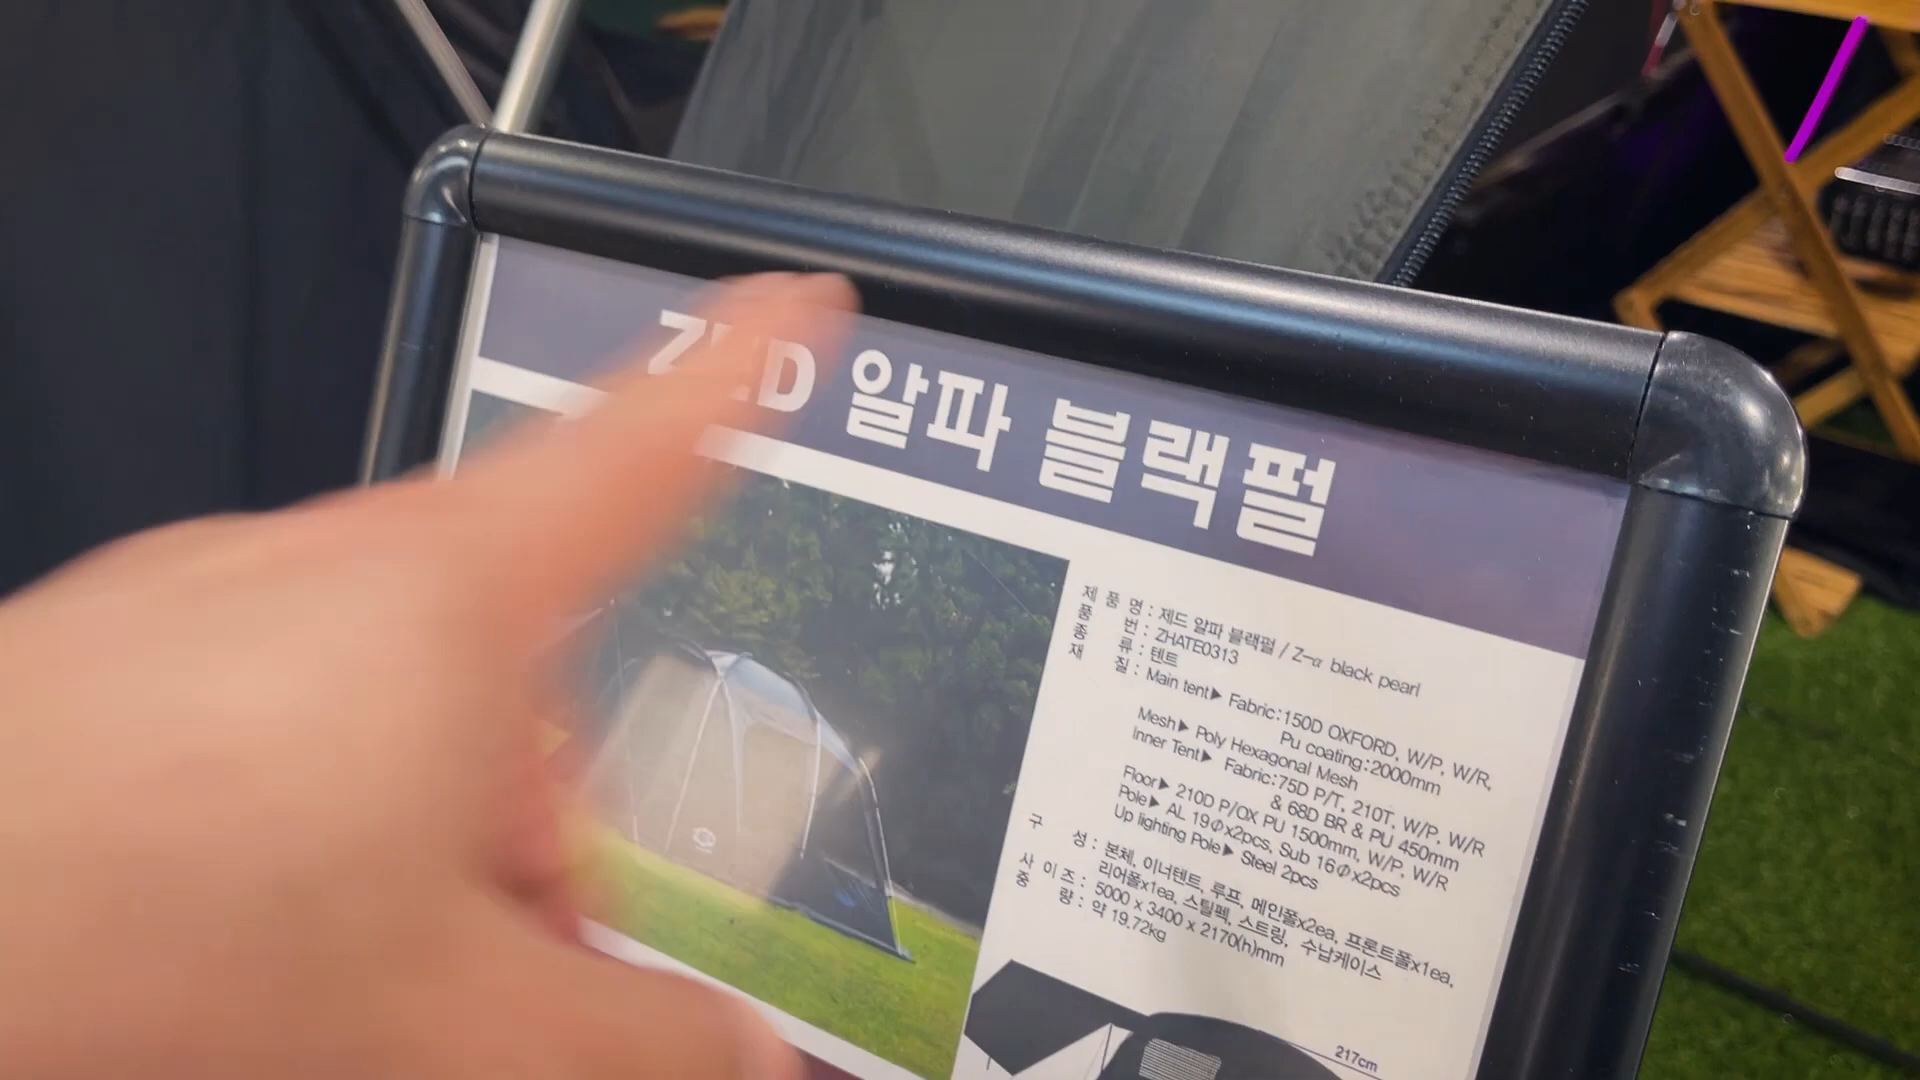 ZED 알파 블랙펄
제 품 명 : 제드 알파 블랙펄 / Z-α black pearl
품 번 : ZHATE0313
종 류 : 텐트
재 질 : Main tent▶ Fabric:150D OXFORD, W/P, W/R,
Pu coating:2000mm
Mesh▶ Poly Hexagonal Mesh
Inner Tent▶ Fabric:75D P/T, 210T, W/P, W/R
& 68D BR & PU 450mm
Floor▶ 210D P/OX PU 1500mm, W/P, W/R
Pole▶ AL 19Φx2pcs, Sub 16Φx2pcs
Up lighting Pole▶ Steel 2pcs
구 성 : 본체, 이너텐트, 루프, 메인폴x2ea, 프론트폴x1ea,
리어폴x1ea, 스틸펙, 스트링, 수납케이스
사 이 즈 : 5000 x 3400 x 2170(h)mm
중 량 : 약 19.72kg
217cm